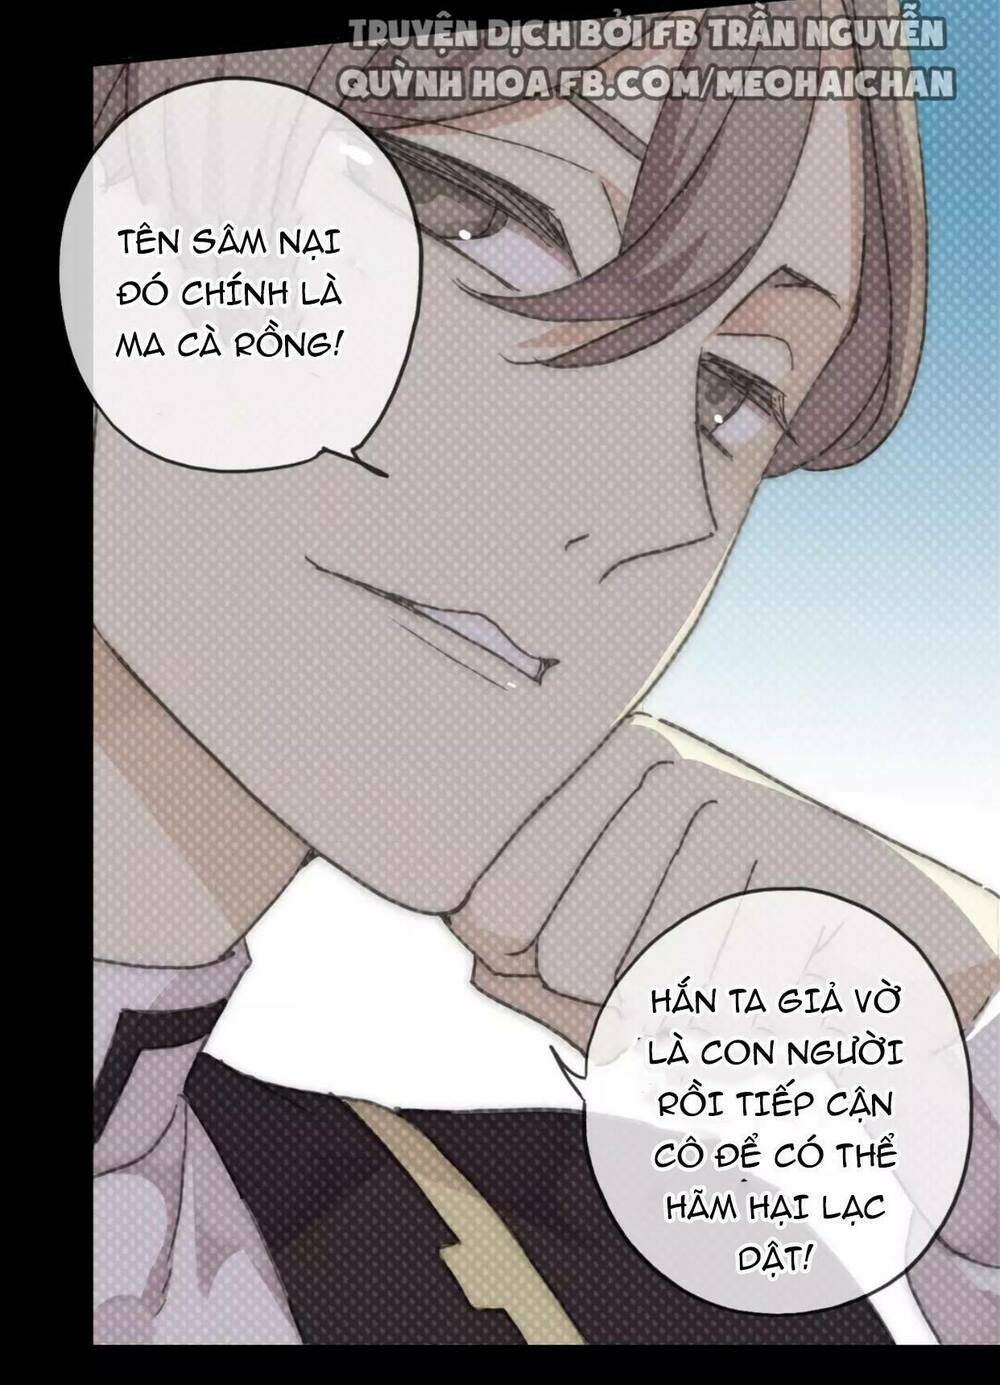 TRUYỆN DỊCH BỞI FB TRẦN NGUYỄN
QUỲNH HOA FB.COM/MEOHAICHAN
TÊN SÂM NẠI
ĐÓ CHÍNH LÀ
MA CÀ RỒNG!
HẮN TA GIẢ VỜ
LÀ CON NGƯỜI
RỒI TIẾP CẬN
CÔ ĐỂ CÓ THỂ
HÃM HẠI LẠC
DẬT!